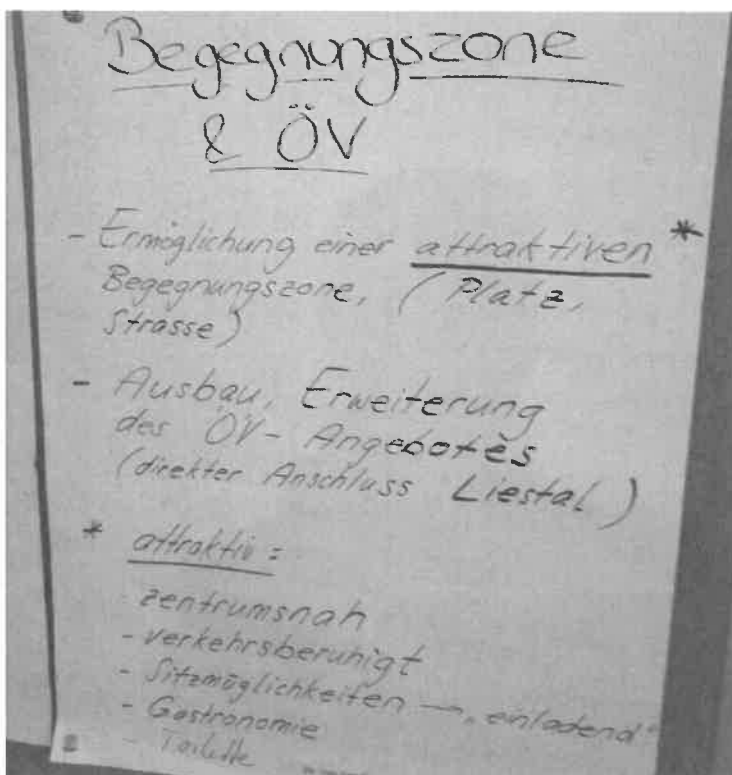 Begegnungszone
& ÖV
- Ermöglichung einer attraktiven *
Begegnungszone, (Platz,
Strasse)
- Ausbau, Erweiterung
des ÖV-Angebotes
(direkter Anschluss Liestal)
* attraktiv:
- zentrumsnah
- verkehrsberuhigt
- Sitzmöglichkeiten → "einladend"
- Gastronomie
- Toilette